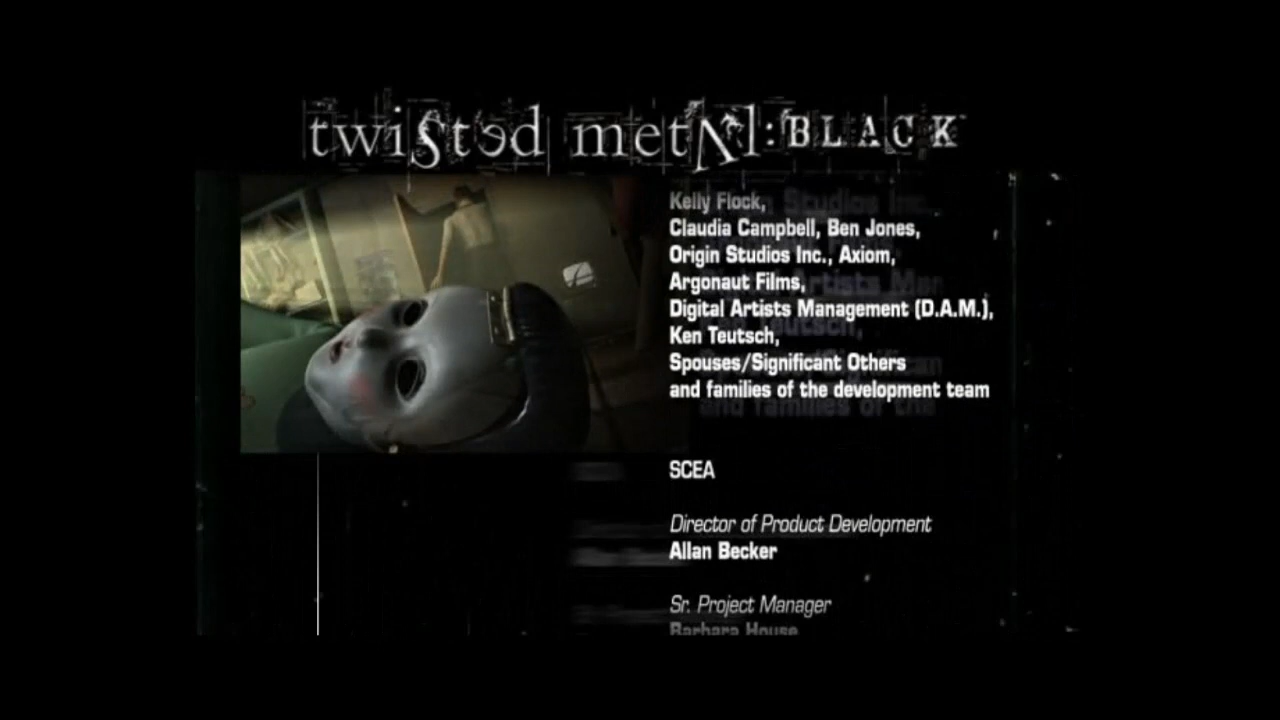 twisted metal: BLACK
Kelly Flock,
Claudia Campbell, Ben Jones,
Origin Studios Inc., Axiom,
Argonaut Films,
Digital Artists Management (D.A.M.),
Ken Teutsch,
Spouses/Significant Others
and families of the development team
SCEA
Director of Product Development
Allan Becker
Sr. Project Manager
Barbara House